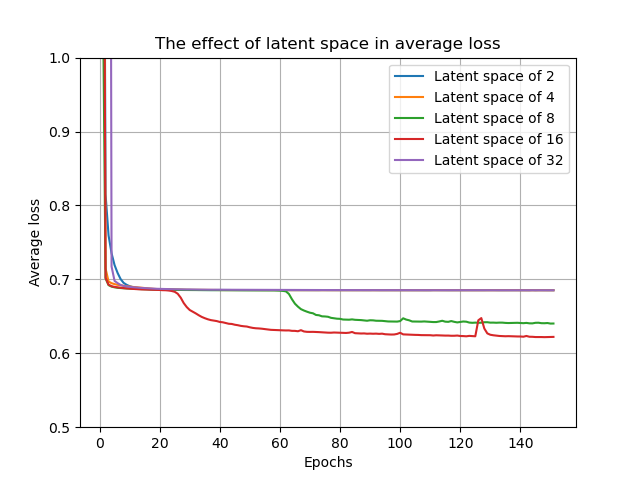 The effect of latent space in average loss
1.0
0.9
0.8
0.7
0.6
0.5
Average loss
Latent space of 2
Latent space of 4
Latent space of 8
Latent space of 16
Latent space of 32
0 20 40 60 80 100 120 140
Epochs